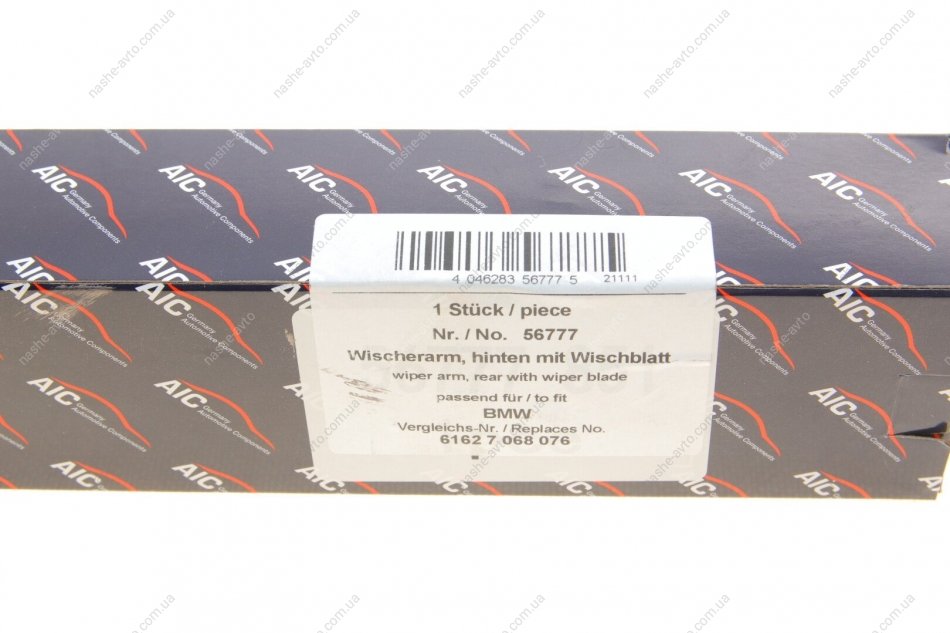 4 046283 56777 5 21111
1 Stück / piece
Nr. / No. 56777
Wischerarm, hinten mit Wischblatt
wiper arm, rear with wiper blade
passend für / to fit
BMW
Vergleichs-Nr. / Replaces No.
6162 7 068 076
AIC Germany
Automotive Components
nashe-avto.com.ua